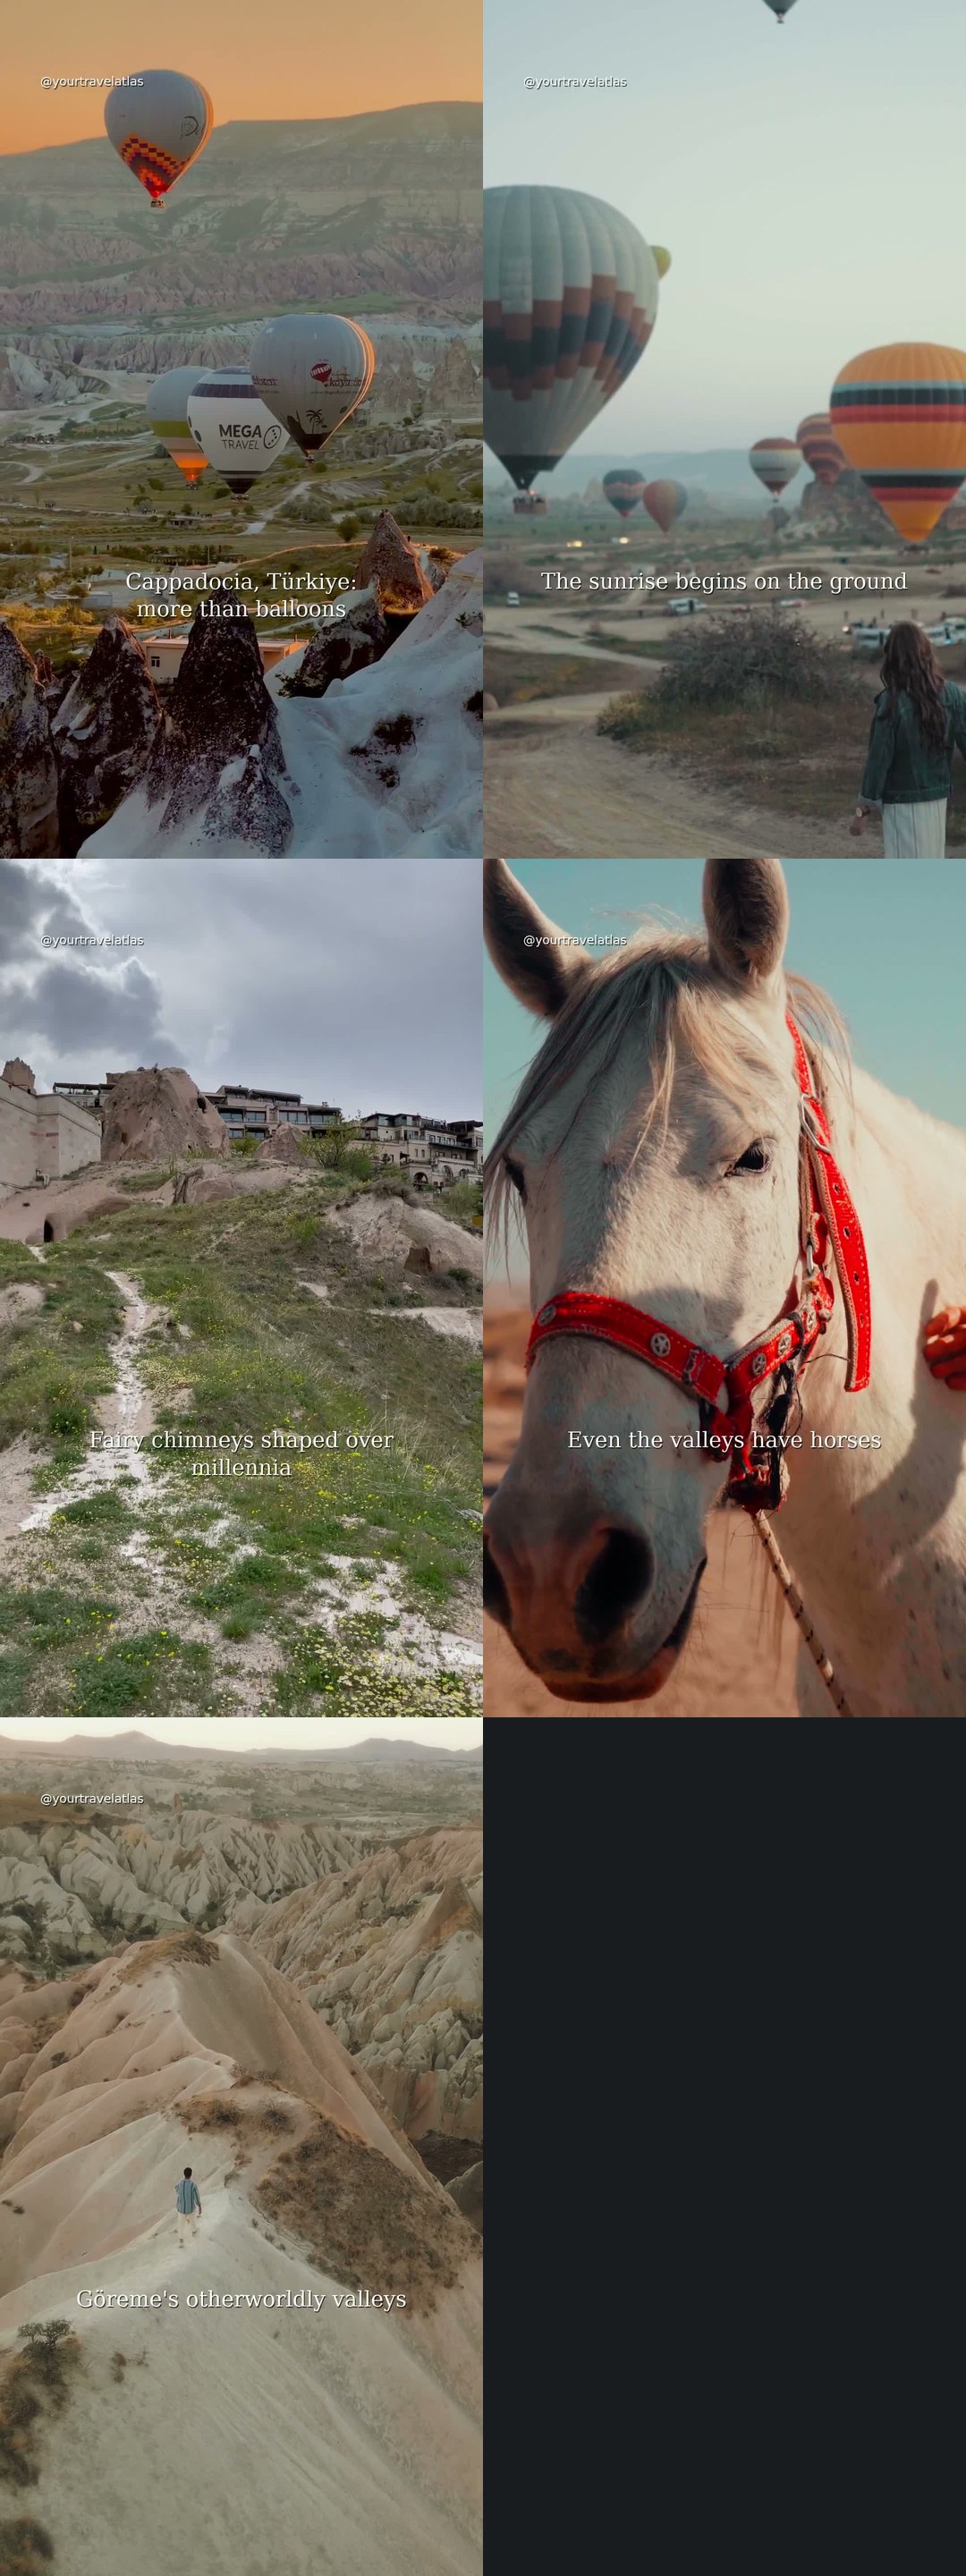 @yourtravelatlas
MEGA
TRAVEL
Cappadocia, Türkiye:
more than balloons
@yourtravelatlas
The sunrise begins on the ground
@yourtravelatlas
Fairy chimneys shaped over
millennia
@yourtravelatlas
Even the valleys have horses
@yourtravelatlas
Göreme's otherworldly valleys